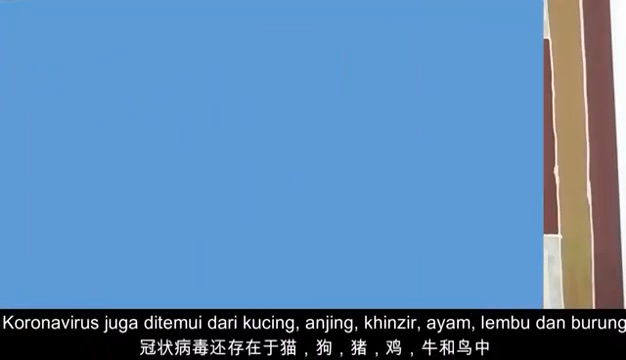 Koronavirus juga ditemui dari kucing, anjing, khinzir, ayam, lembu dan burung
冠状病毒还存在于猫，狗，猪，鸡，牛和鸟中